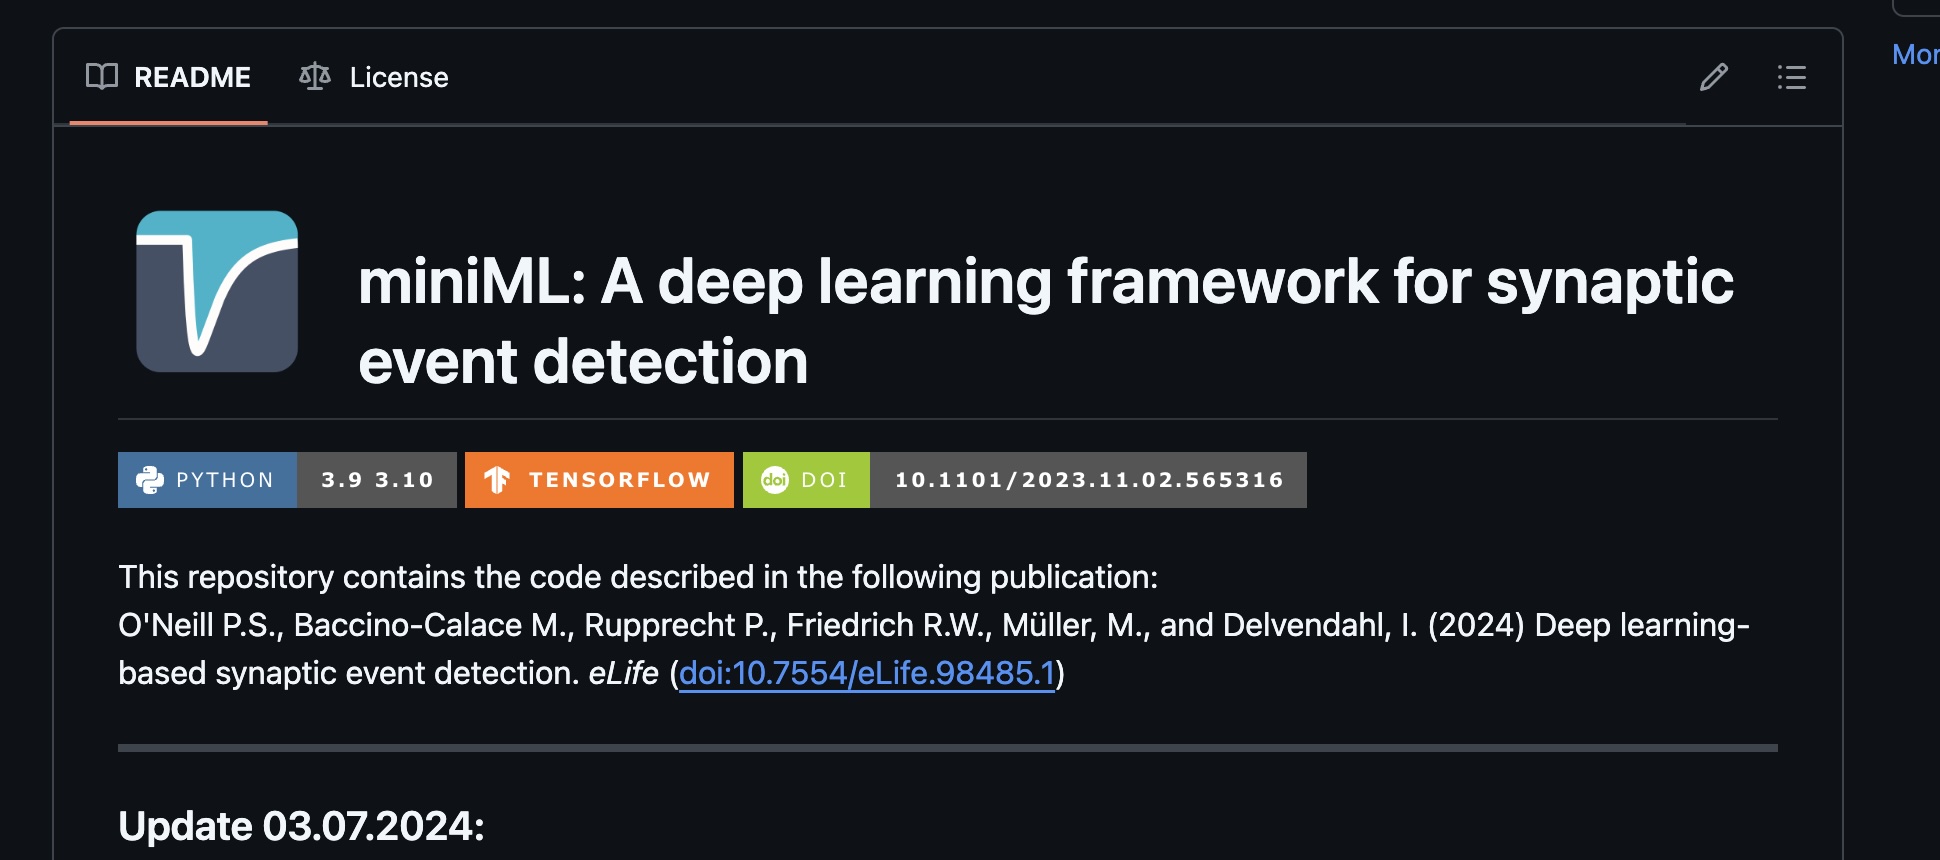 README License
Mor
miniML: A deep learning framework for synaptic
event detection
PYTHON 3.9 3.10 TENSORFLOW doi DOI 10.1101/2023.11.02.565316
This repository contains the code described in the following publication:
O'Neill P.S., Baccino-Calace M., Rupprecht P., Friedrich R.W., Müller, M., and Delvendahl, I. (2024) Deep learning-
based synaptic event detection. eLife (doi:10.7554/eLife.98485.1)
Update 03.07.2024: